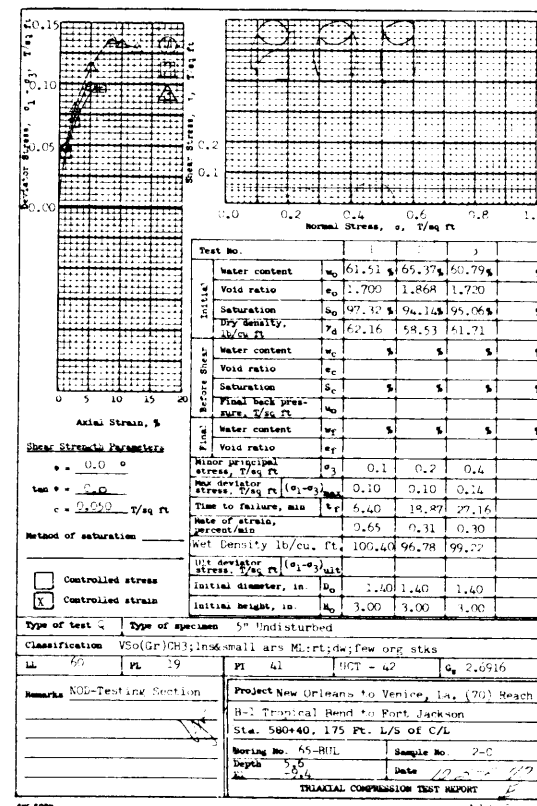 0.15
0.10
0.05
0.00
Deviator Stress, σ1 - σ3, T/sq ft
0 5 10 15 20
Axial Strain, %
Shear Stress, τ, T/sq ft
0.2
0.1
0.0 0.2 0.4 0.6 0.8 1.
Normal Stress, σ, T/sq ft
Shear Strength Parameters
φ = 0.0 °
tan φ = 0.0
c = 0.050 T/sq ft
Method of saturation
Controlled stress
X Controlled strain
Test No. 1 2 3
Initial
Water content wo 61.51 % 65.37% 60.79%
Void ratio eo 1.700 1.868 1.720
Saturation So 97.32 % 94.14% 95.06%
Dry density, lb/cu ft γd 62.16 58.53 61.71
Before Shear
Water content wc % % %
Void ratio ec
Saturation Sc % % %
Final back pressure, T/sq ft uo
Final
Water content wf % % %
Void ratio ef
Minor principal stress, T/sq ft σ3 0.1 0.2 0.4
Max deviator stress, T/sq ft (σ1-σ3)max 0.10 0.10 0.14
Time to failure, min tf 6.40 18.87 27.16
Rate of strain, percent/min 0.65 0.31 0.30
Wet Density lb/cu. ft. 100.40 96.78 99.22
Ult deviator stress, T/sq ft (σ1-σ3)ult
Initial diameter, in. Do 1.40 1.40 1.40
Initial height, in. Ho 3.00 3.00 3.00
Type of test Q Type of specimen 5" Undisturbed
Classification VSo(Gr)CH3;lns&small ars ML:rt;dw;few org stks
LL 60 PL 19 PI 41 UCT - 42 Gs 2.6916
Remarks NOD-Testing Section
Project New Orleans to Venice, La. (70) Reach
B-1 Tropical Bend to Fort Jackson
Sta. 580+40, 175 Ft. L/S of C/L
Boring No. 65-BUL Sample No. 2-C
Depth 5.6
El -9.4
Date
TRIAXIAL COMPRESSION TEST REPORT